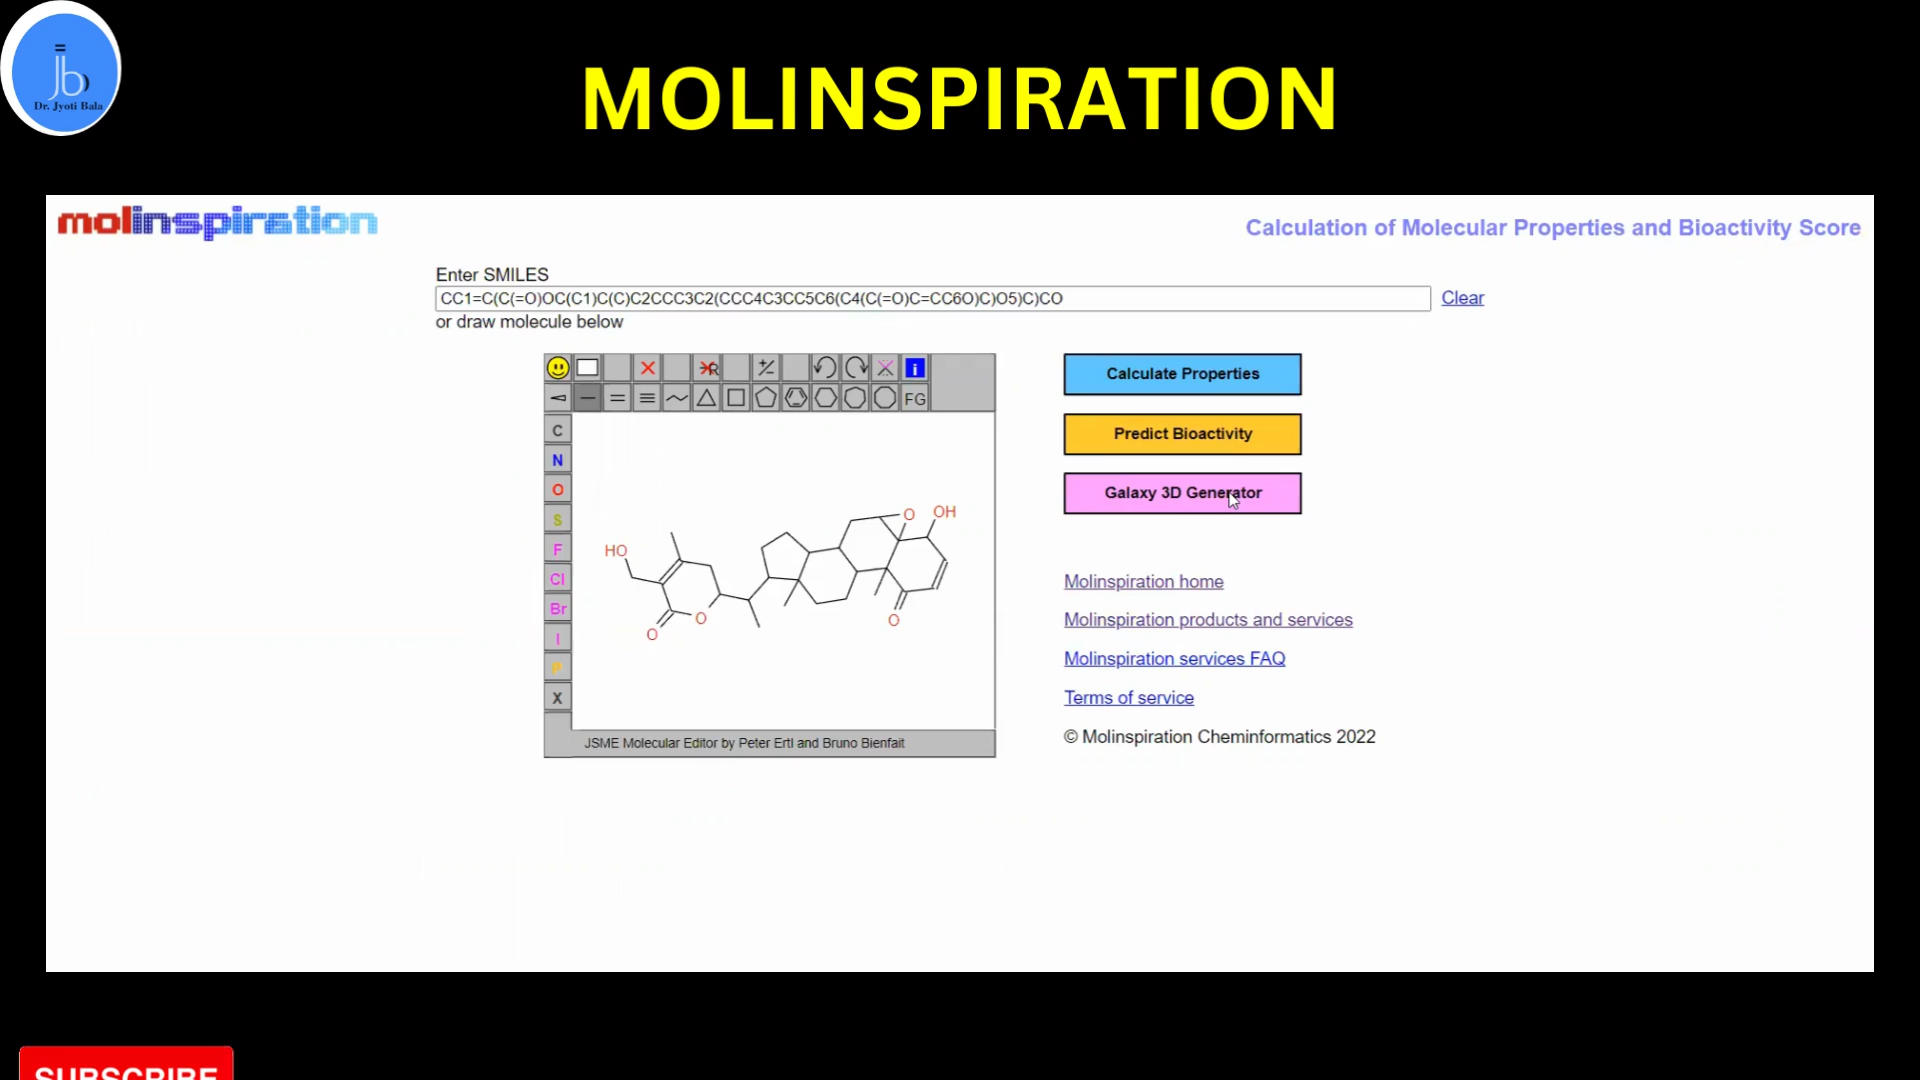 jb
Dr. Jyoti Bala
MOLINSPIRATION
molinspiration
Calculation of Molecular Properties and Bioactivity Score
Enter SMILES
CC1=C(C(=O)OC(C1)C(C)C2CCC3C2(CCC4C3CC5C6(C4(C(=O)C=CC6O)C)O5)C)CO
Clear
or draw molecule below
R
i
FG
C
N
O
S
F
Cl
Br
I
P
X
HO
O
O
O
OH
O
JSME Molecular Editor by Peter Ertl and Bruno Bienfait
Calculate Properties
Predict Bioactivity
Galaxy 3D Generator
Molinspiration home
Molinspiration products and services
Molinspiration services FAQ
Terms of service
© Molinspiration Cheminformatics 2022
SUBSCRIBE